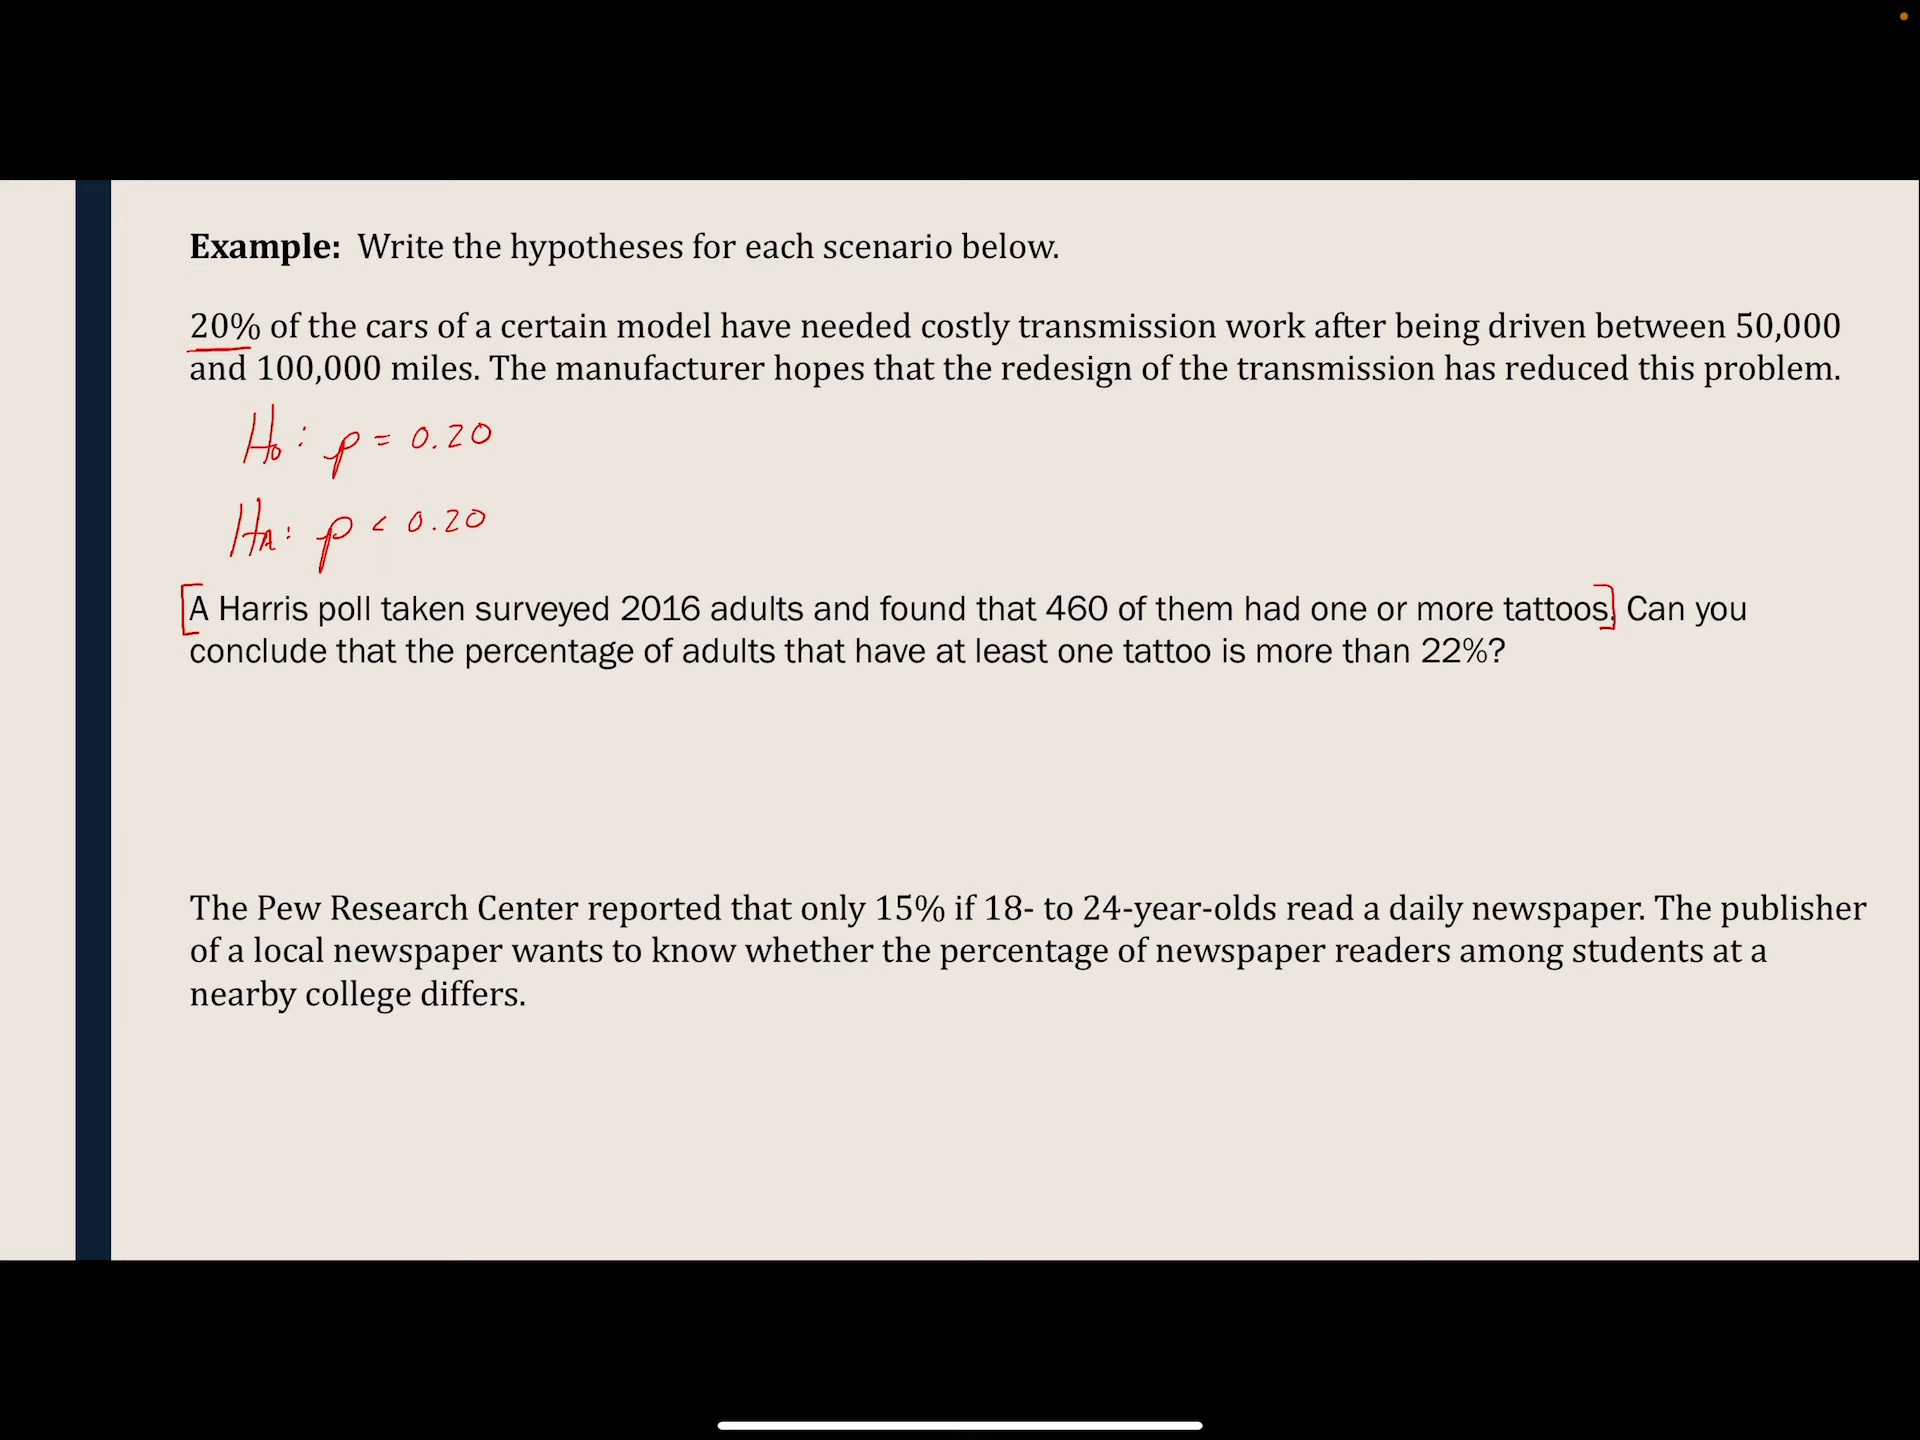 Example: Write the hypotheses for each scenario below.
20% of the cars of a certain model have needed costly transmission work after being driven between 50,000
and 100,000 miles. The manufacturer hopes that the redesign of the transmission has reduced this problem.
H₀: p = 0.20
Hₐ: p < 0.20
[A Harris poll taken surveyed 2016 adults and found that 460 of them had one or more tattoos.] Can you
conclude that the percentage of adults that have at least one tattoo is more than 22%?
The Pew Research Center reported that only 15% if 18- to 24-year-olds read a daily newspaper. The publisher
of a local newspaper wants to know whether the percentage of newspaper readers among students at a
nearby college differs.